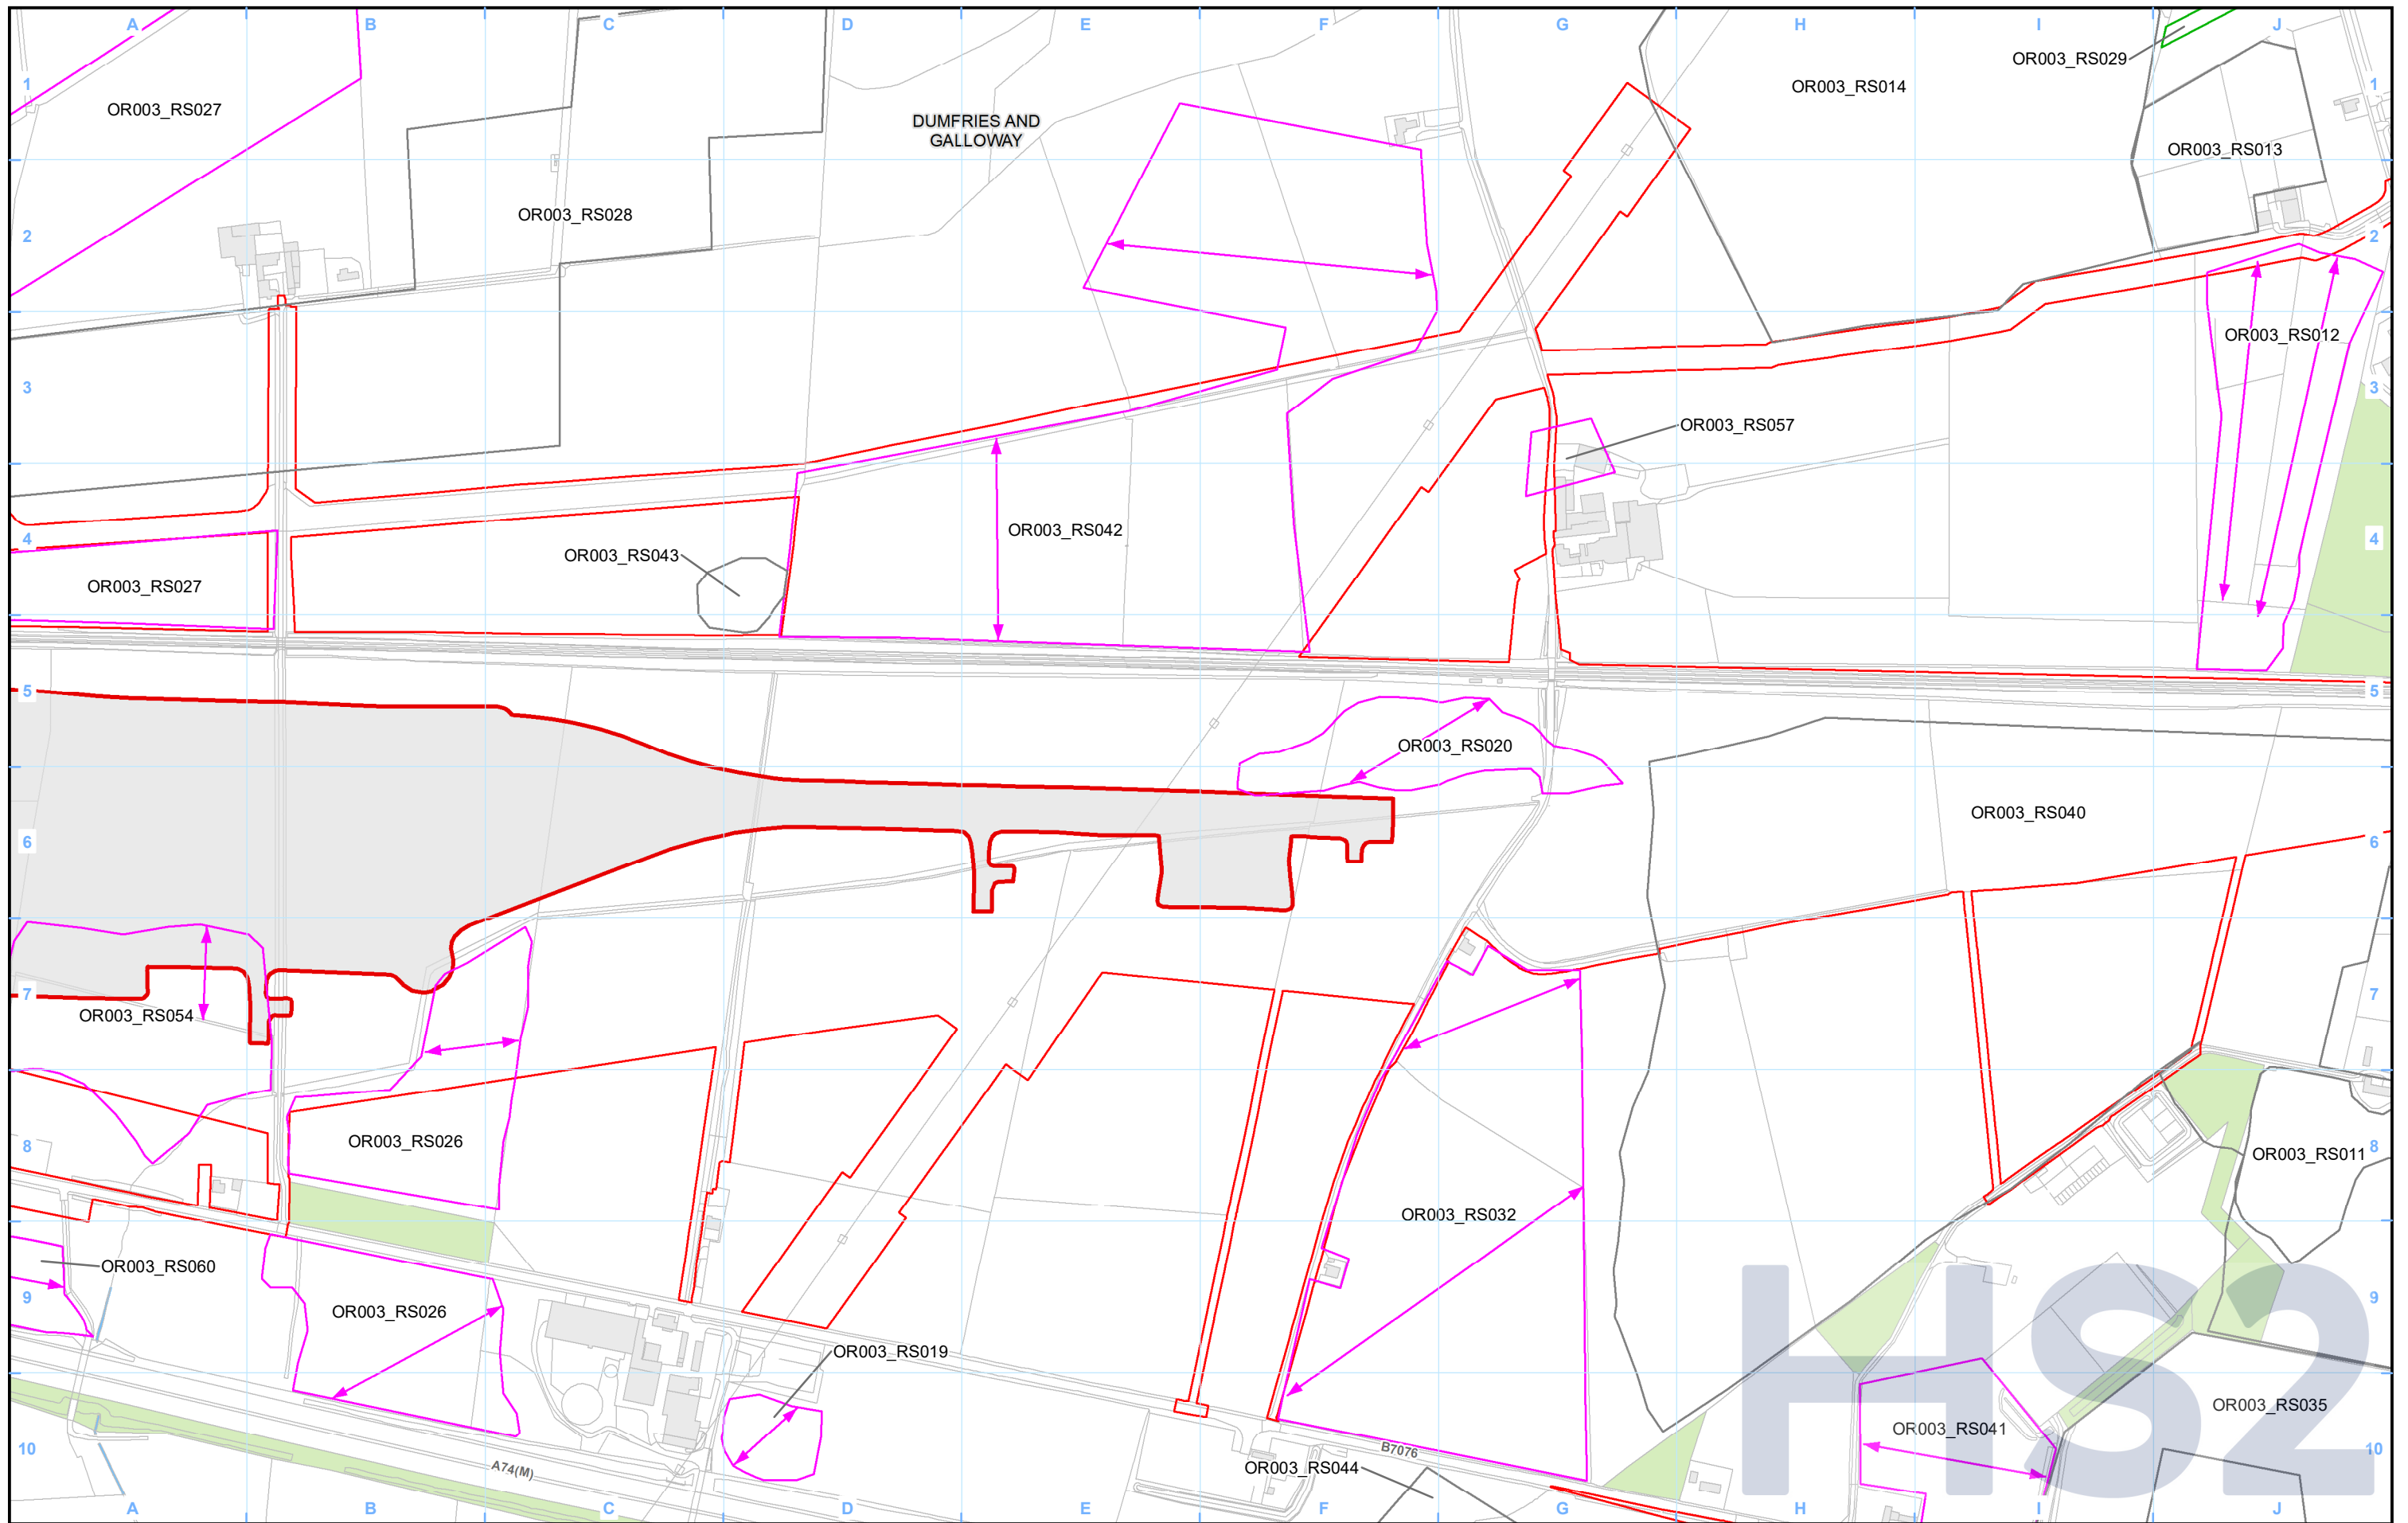 A B C D E F G H I J
1 OR003_RS027 OR003_RS014 OR003_RS029 1
DUMFRIES AND
GALLOWAY
OR003_RS013
2 OR003_RS028 2
OR003_RS012
3 3
OR003_RS057
4 OR003_RS043 OR003_RS042 4
OR003_RS027
5 5
OR003_RS020
6 OR003_RS040 6
7 7
OR003_RS054
8 OR003_RS026 OR003_RS011 8
OR003_RS032
OR003_RS060
9 OR003_RS026 9
OR003_RS019
OR003_RS035
OR003_RS041
10 B7076 10
A74(M) OR003_RS044
HS2
A B C D E F G H I J